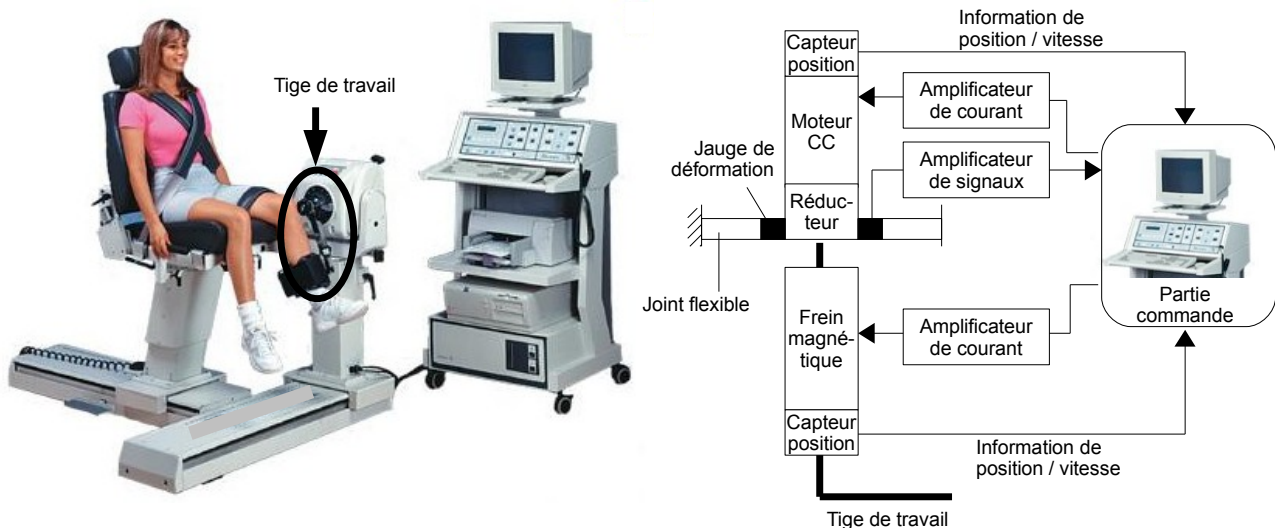 Tige de travail
Information de
position / vitesse
Capteur
position
Amplificateur
de courant
Moteur
CC
Jauge de
déformation
Amplificateur
de signaux
Réduc-
teur
Joint flexible
Partie
commande
Frein
magné-
tique
Amplificateur
de courant
Capteur
position
Information de
position / vitesse
Tige de travail